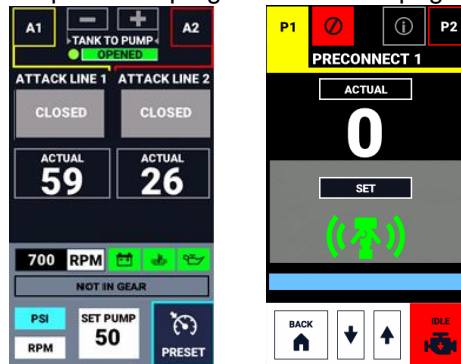 A1
A2
TANK TO PUMP
OPENED
ATTACK LINE 1
ATTACK LINE 2
CLOSED
CLOSED
ACTUAL
59
ACTUAL
26
700 RPM
NOT IN GEAR
PSI
RPM
SET PUMP
50
PRESET
P1
P2
PRECONNECT 1
ACTUAL
0
SET
BACK
IDLE